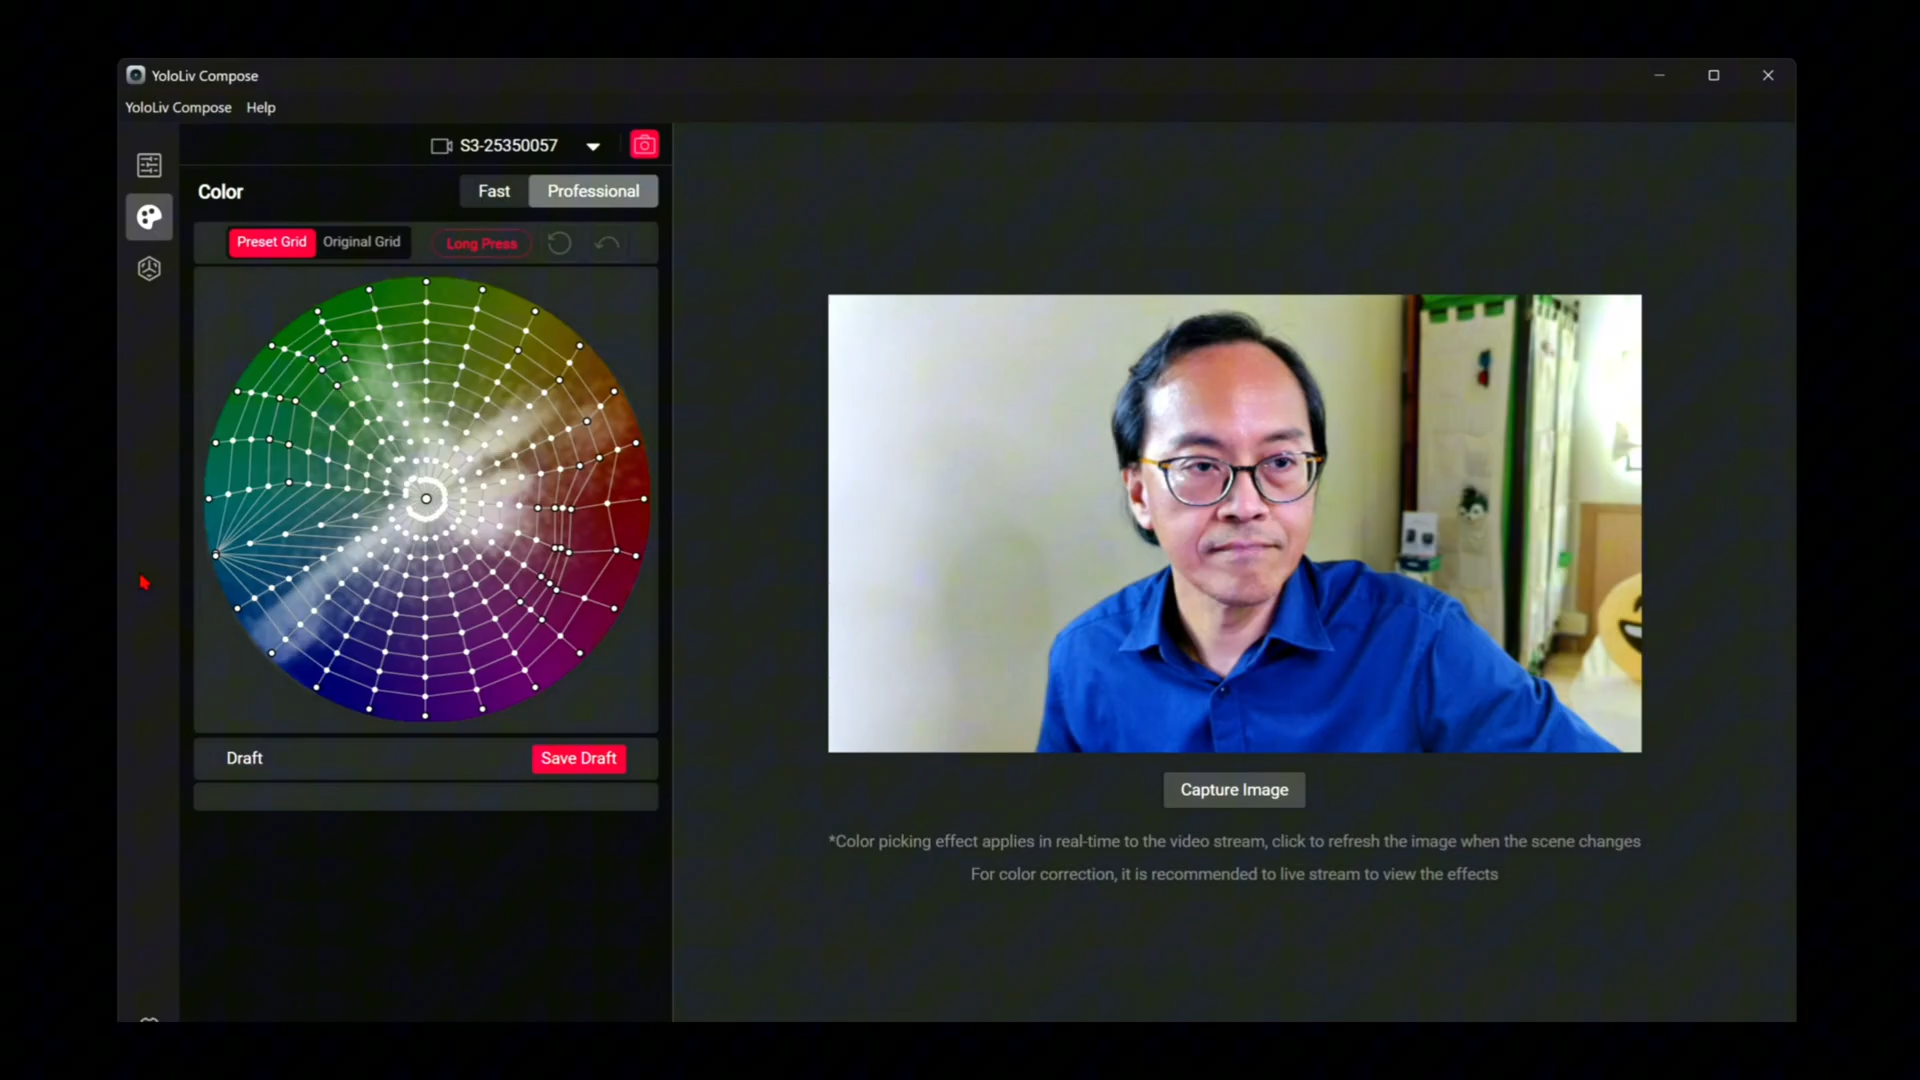 YoloLiv Compose
YoloLiv Compose Help
S3-25350057
Color Fast Professional
Preset Grid Original Grid Long Press
Draft Save Draft
Capture Image
*Color picking effect applies in real-time to the video stream, click to refresh the image when the scene changes
For color correction, it is recommended to live stream to view the effects